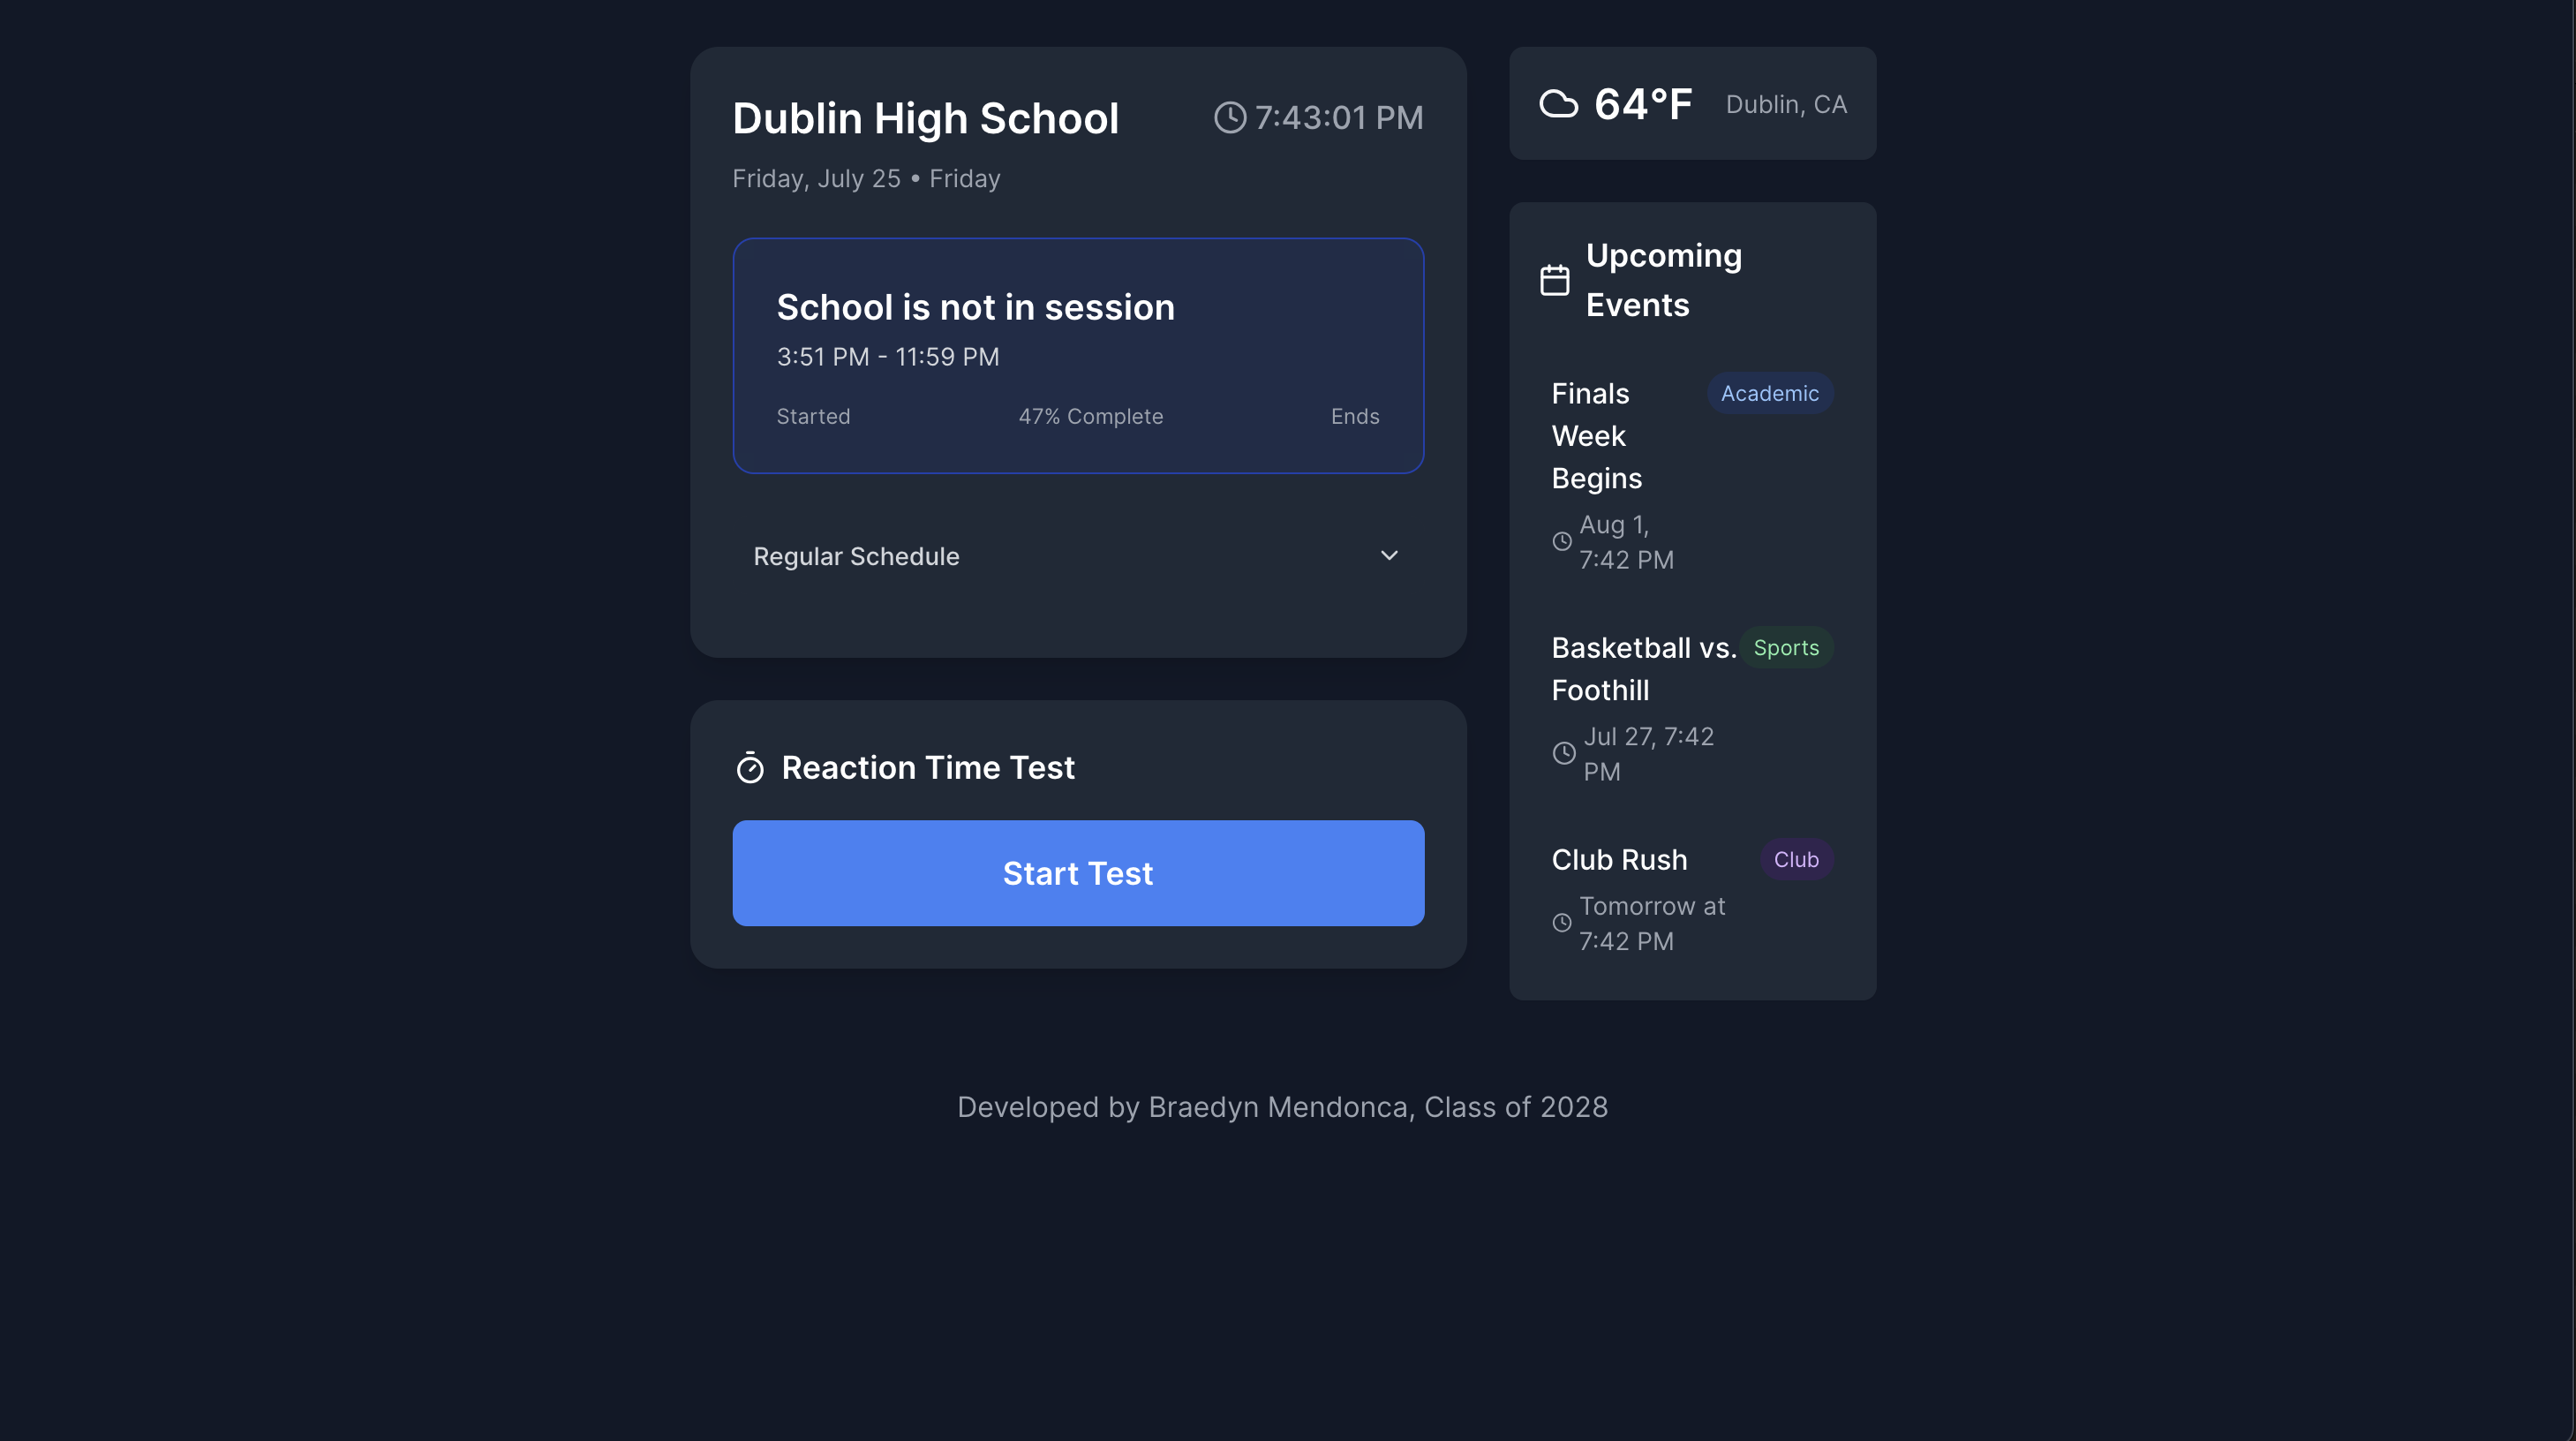 Dublin High School
7:43:01 PM
Friday, July 25 • Friday
School is not in session
3:51 PM - 11:59 PM
Started
47% Complete
Ends
Regular Schedule
Reaction Time Test
Start Test
64°F
Dublin, CA
Upcoming
Events
Finals
Week
Begins
Academic
Aug 1,
7:42 PM
Basketball vs.
Foothill
Sports
Jul 27, 7:42
PM
Club Rush
Club
Tomorrow at
7:42 PM
Developed by Braedyn Mendonca, Class of 2028